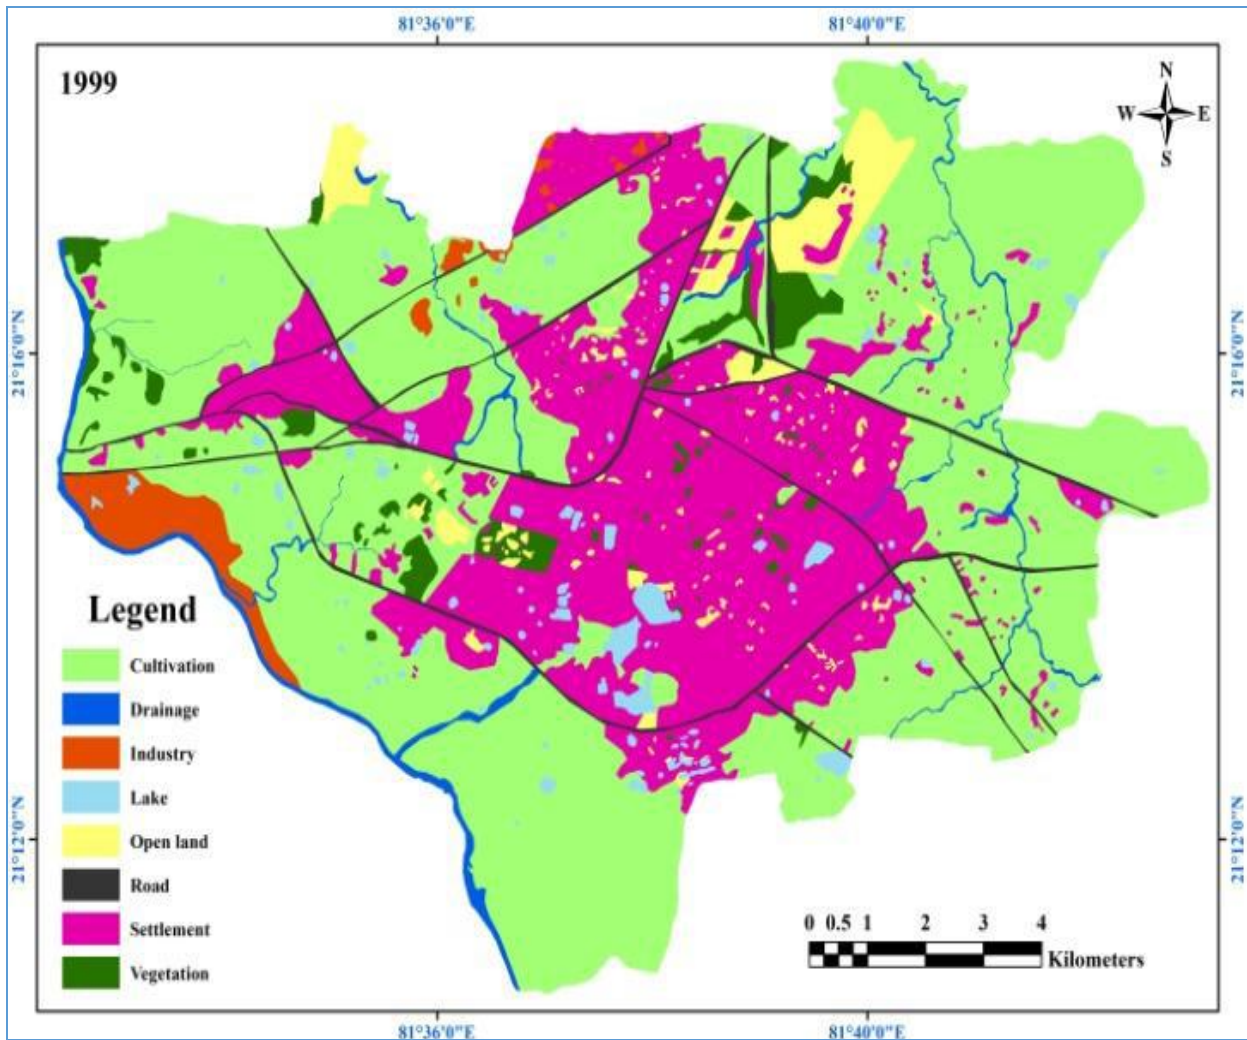 81°36'0"E
81°40'0"E
1999
N
W
E
S
21°16'0"N
21°16'0"N
Legend
Cultivation
Drainage
Industry
Lake
Open land
Road
Settlement
Vegetation
21°12'0"N
21°12'0"N
0 0.5 1 2 3 4
Kilometers
81°36'0"E
81°40'0"E